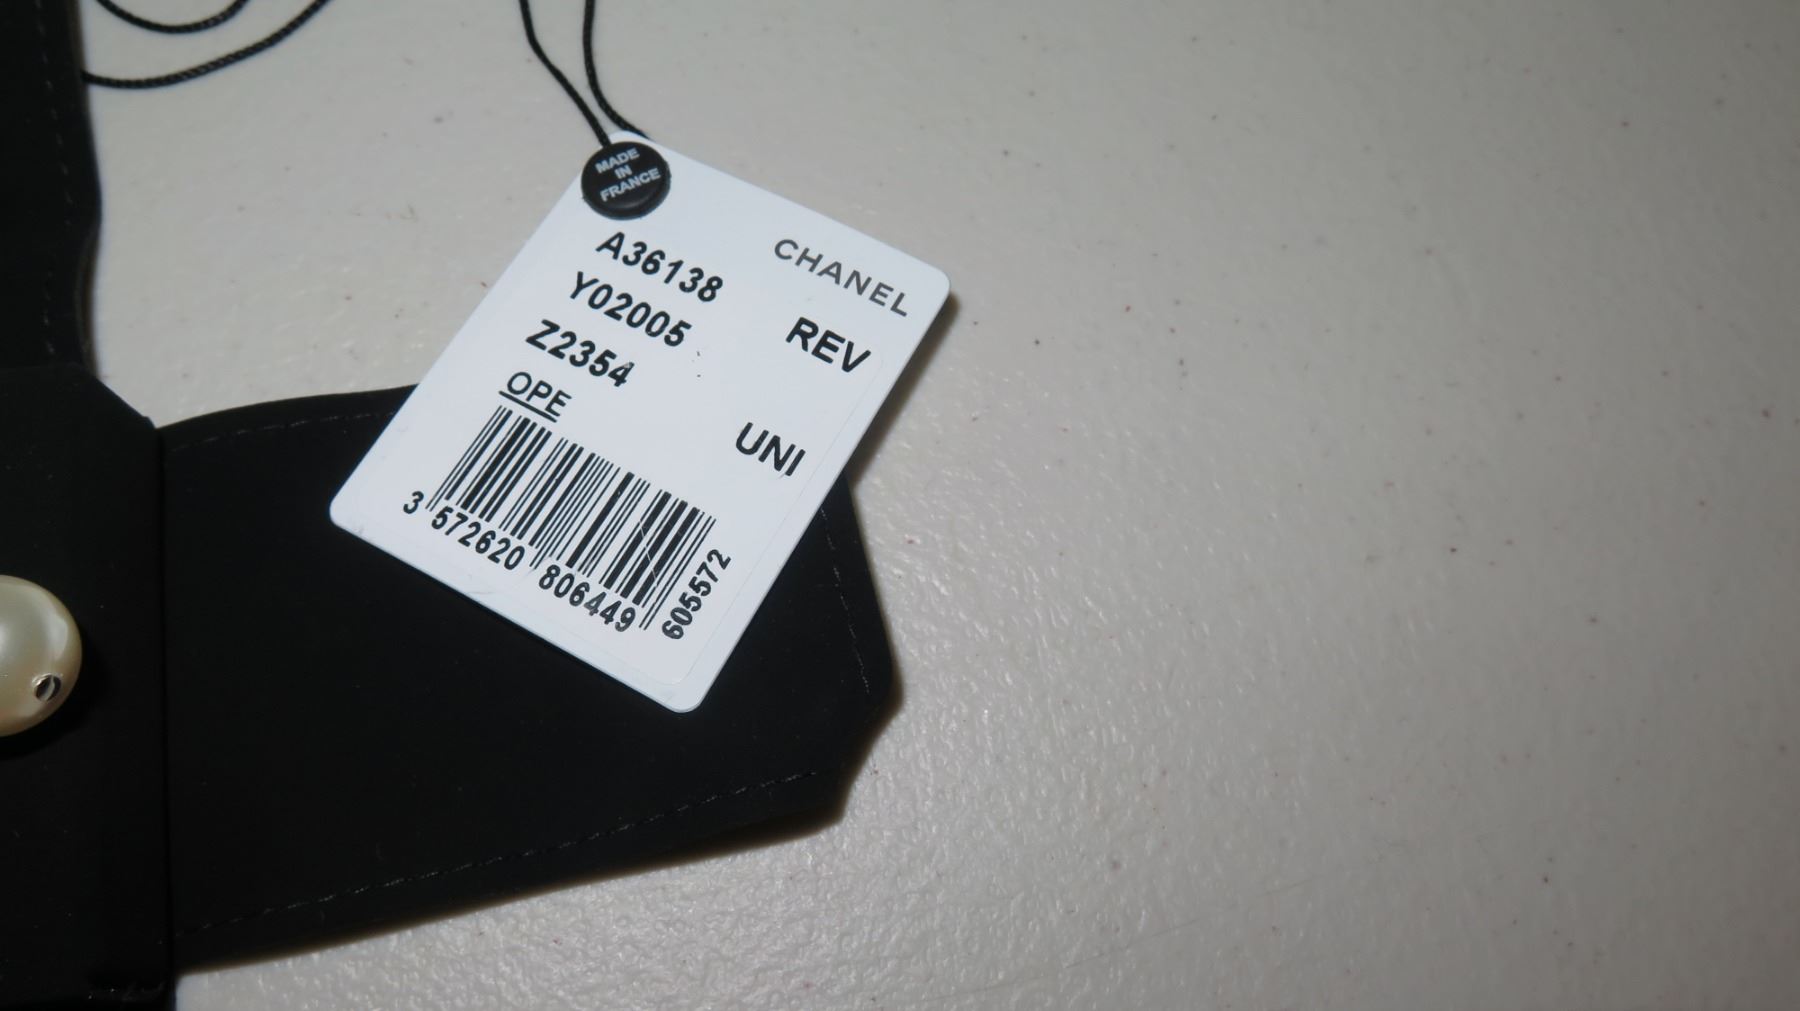 MADE
IN
FRANCE
CHANEL
A36138
REV
Y02005
Z2354
UNI
OPE
3 572620 806449
605572